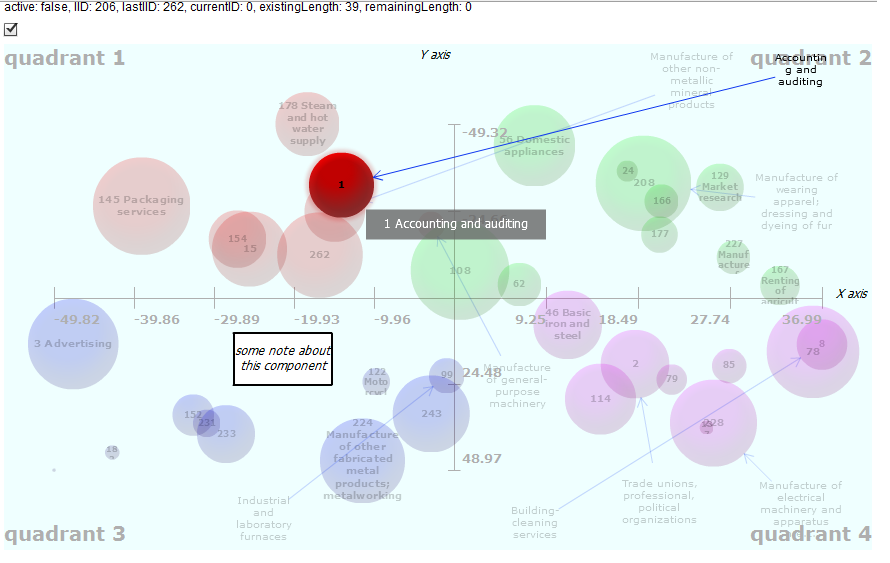 active: false, IID: 206, lastIID: 262, currentID: 0, existingLength: 39, remainingLength: 0
quadrant 1
Y axis
quadrant 2
Manufacture of
other non-
metallic
mineral
products
Accountin
g and
auditing
178 Steam
and hot
water
supply
-49.32
56 Domestic
appliances
1
24
208
129
Market
research
145 Packaging
services
166
Manufacture of
wearing
apparel;
dressing and
dyeing of fur
1 Accounting and auditing
154
15
262
177
227
Manuf
acture
108
62
167
Renting
of
agricult
X axis
-49.82
-39.86
-29.89
-19.93
-9.96
9.25
18.49
27.74
36.99
46 Basic
iron and
steel
3 Advertising
some note about
this component
122
Moto
rcycl
99
24.48
Manufacture
of general-
purpose
machinery
2
79
85
78
8
114
152
231
233
243
228
224
Manufacture
of other
fabricated
metal
products;
metalworking
18
48.97
Industrial
and
laboratory
furnaces
Building-
cleaning
services
Trade unions,
professional,
political
organizations
Manufacture of
electrical
machinery and
apparatus
quadrant 3
quadrant 4